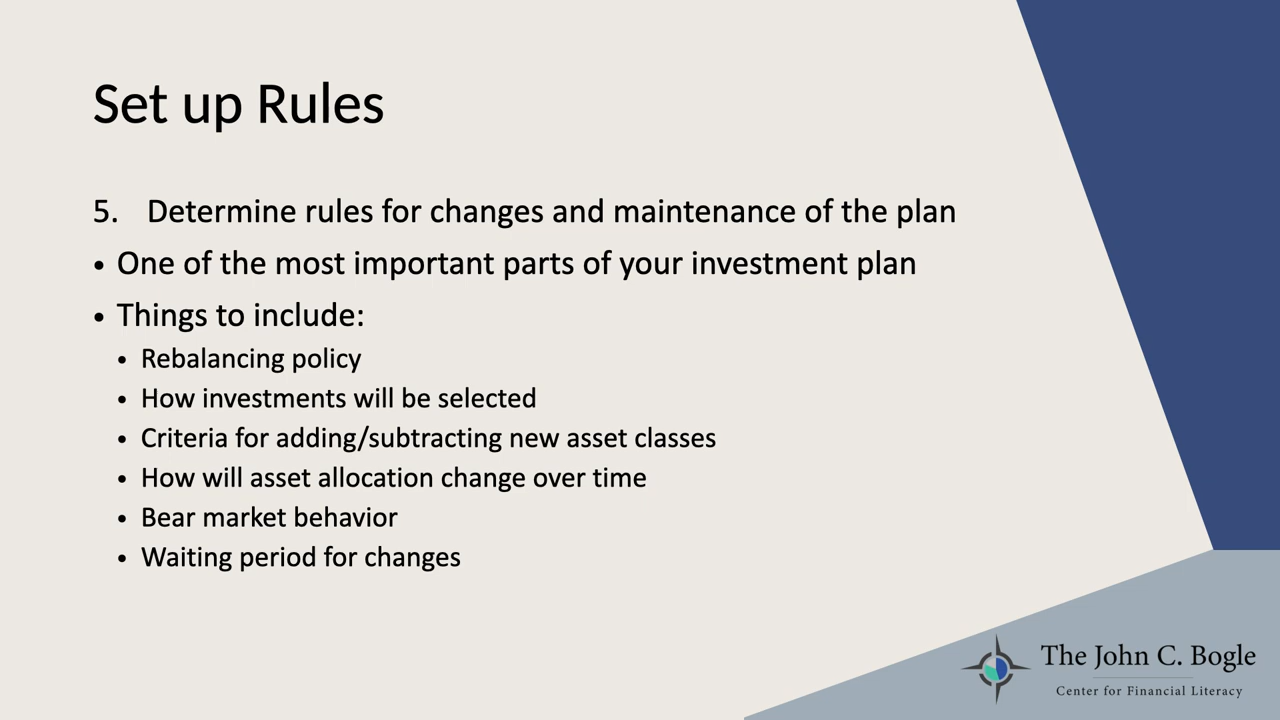 Set up Rules
5. Determine rules for changes and maintenance of the plan
• One of the most important parts of your investment plan
• Things to include:
• Rebalancing policy
• How investments will be selected
• Criteria for adding/subtracting new asset classes
• How will asset allocation change over time
• Bear market behavior
• Waiting period for changes
The John C. Bogle
Center for Financial Literacy